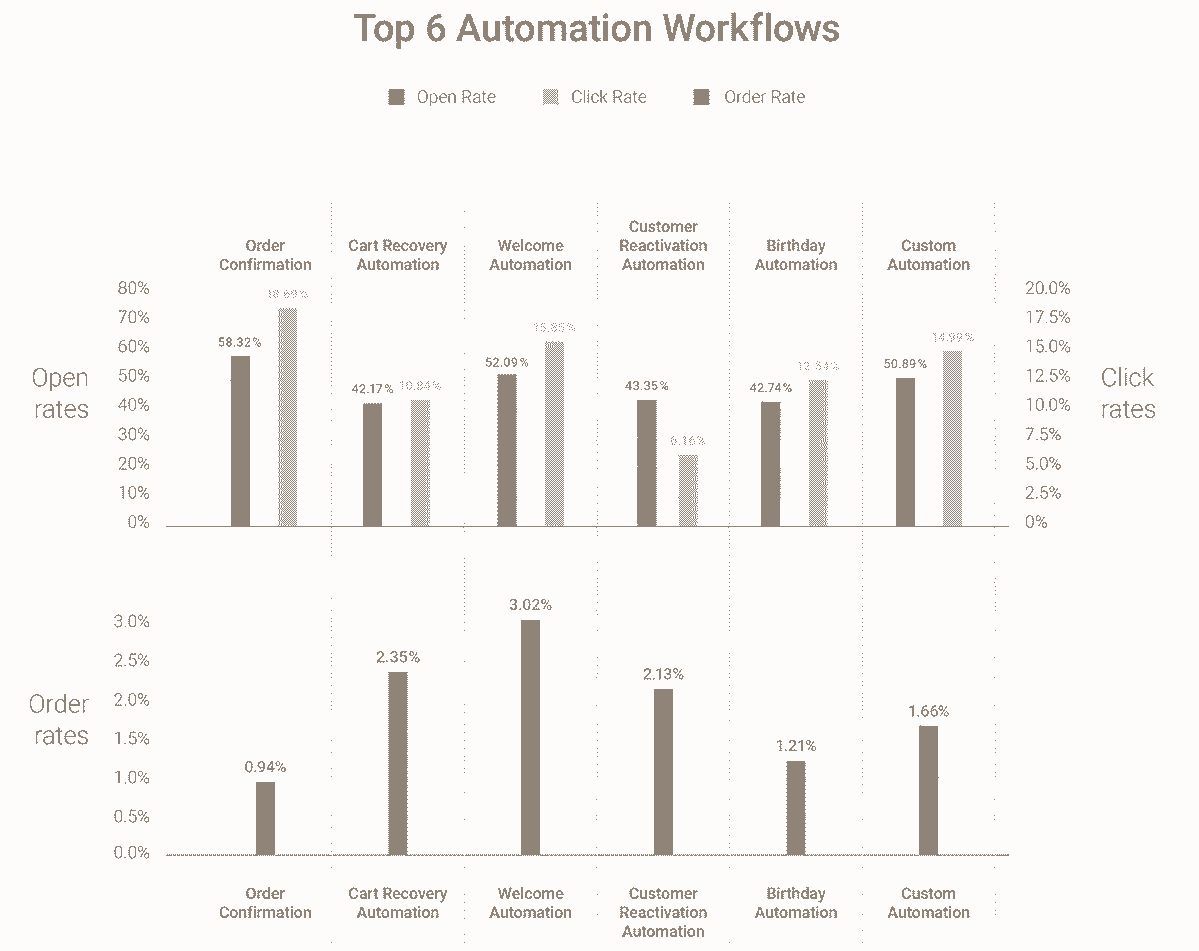 Top 6 Automation Workflows
Open Rate Click Rate Order Rate
Order Confirmation
Cart Recovery Automation
Welcome Automation
Customer Reactivation Automation
Birthday Automation
Custom Automation
Open rates
80%
70%
60%
50%
40%
30%
20%
10%
0%
58.32% 18.69%
42.17% 10.84%
52.09% 15.85%
43.35% 6.16%
42.74%
50.89% 14.99%
20.0%
17.5%
15.0%
12.5%
10.0%
7.5%
5.0%
2.5%
0%
Click rates
Order rates
3.0%
2.5%
2.0%
1.5%
1.0%
0.5%
0.0%
0.94%
2.35%
3.02%
2.13%
1.21%
1.66%
Order Confirmation
Cart Recovery Automation
Welcome Automation
Customer Reactivation Automation
Birthday Automation
Custom Automation